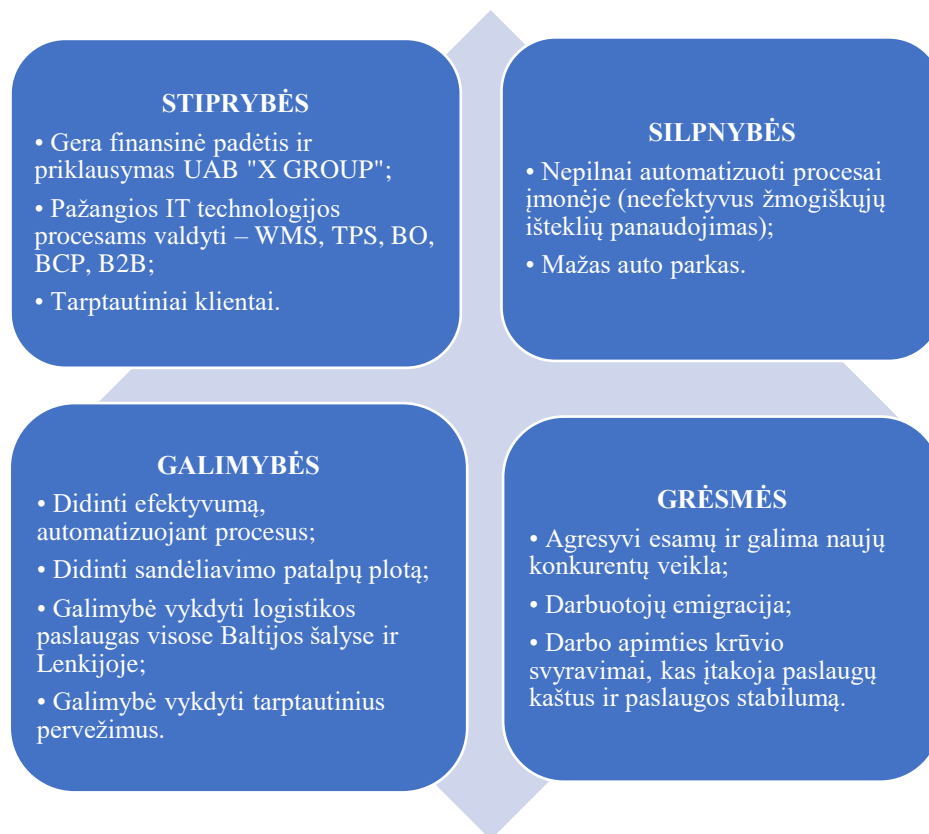 STIPRYBĖS
• Gera finansinė padėtis ir
priklausymas UAB "X GROUP";
• Pažangios IT technologijos
procesams valdyti – WMS, TPS, BO,
BCP, B2B;
• Tarptautiniai klientai.
SILPNYBĖS
• Nepilnai automatizuoti procesai
įmonėje (neefektyvus žmogiškųjų
išteklių panaudojimas);
• Mažas auto parkas.
GALIMYBĖS
• Didinti efektyvumą,
automatizuojant procesus;
• Didinti sandėliavimo patalpų plotą;
• Galimybė vykdyti logistikos
paslaugas visose Baltijos šalyse ir
Lenkijoje;
• Galimybė vykdyti tarptautinius
pervežimus.
GRĖSMĖS
• Agresyvi esamų ir galima naujų
konkurentų veikla;
• Darbuotojų emigracija;
• Darbo apimties krūvio
svyravimai, kas įtakoja paslaugų
kaštus ir paslaugos stabilumą.